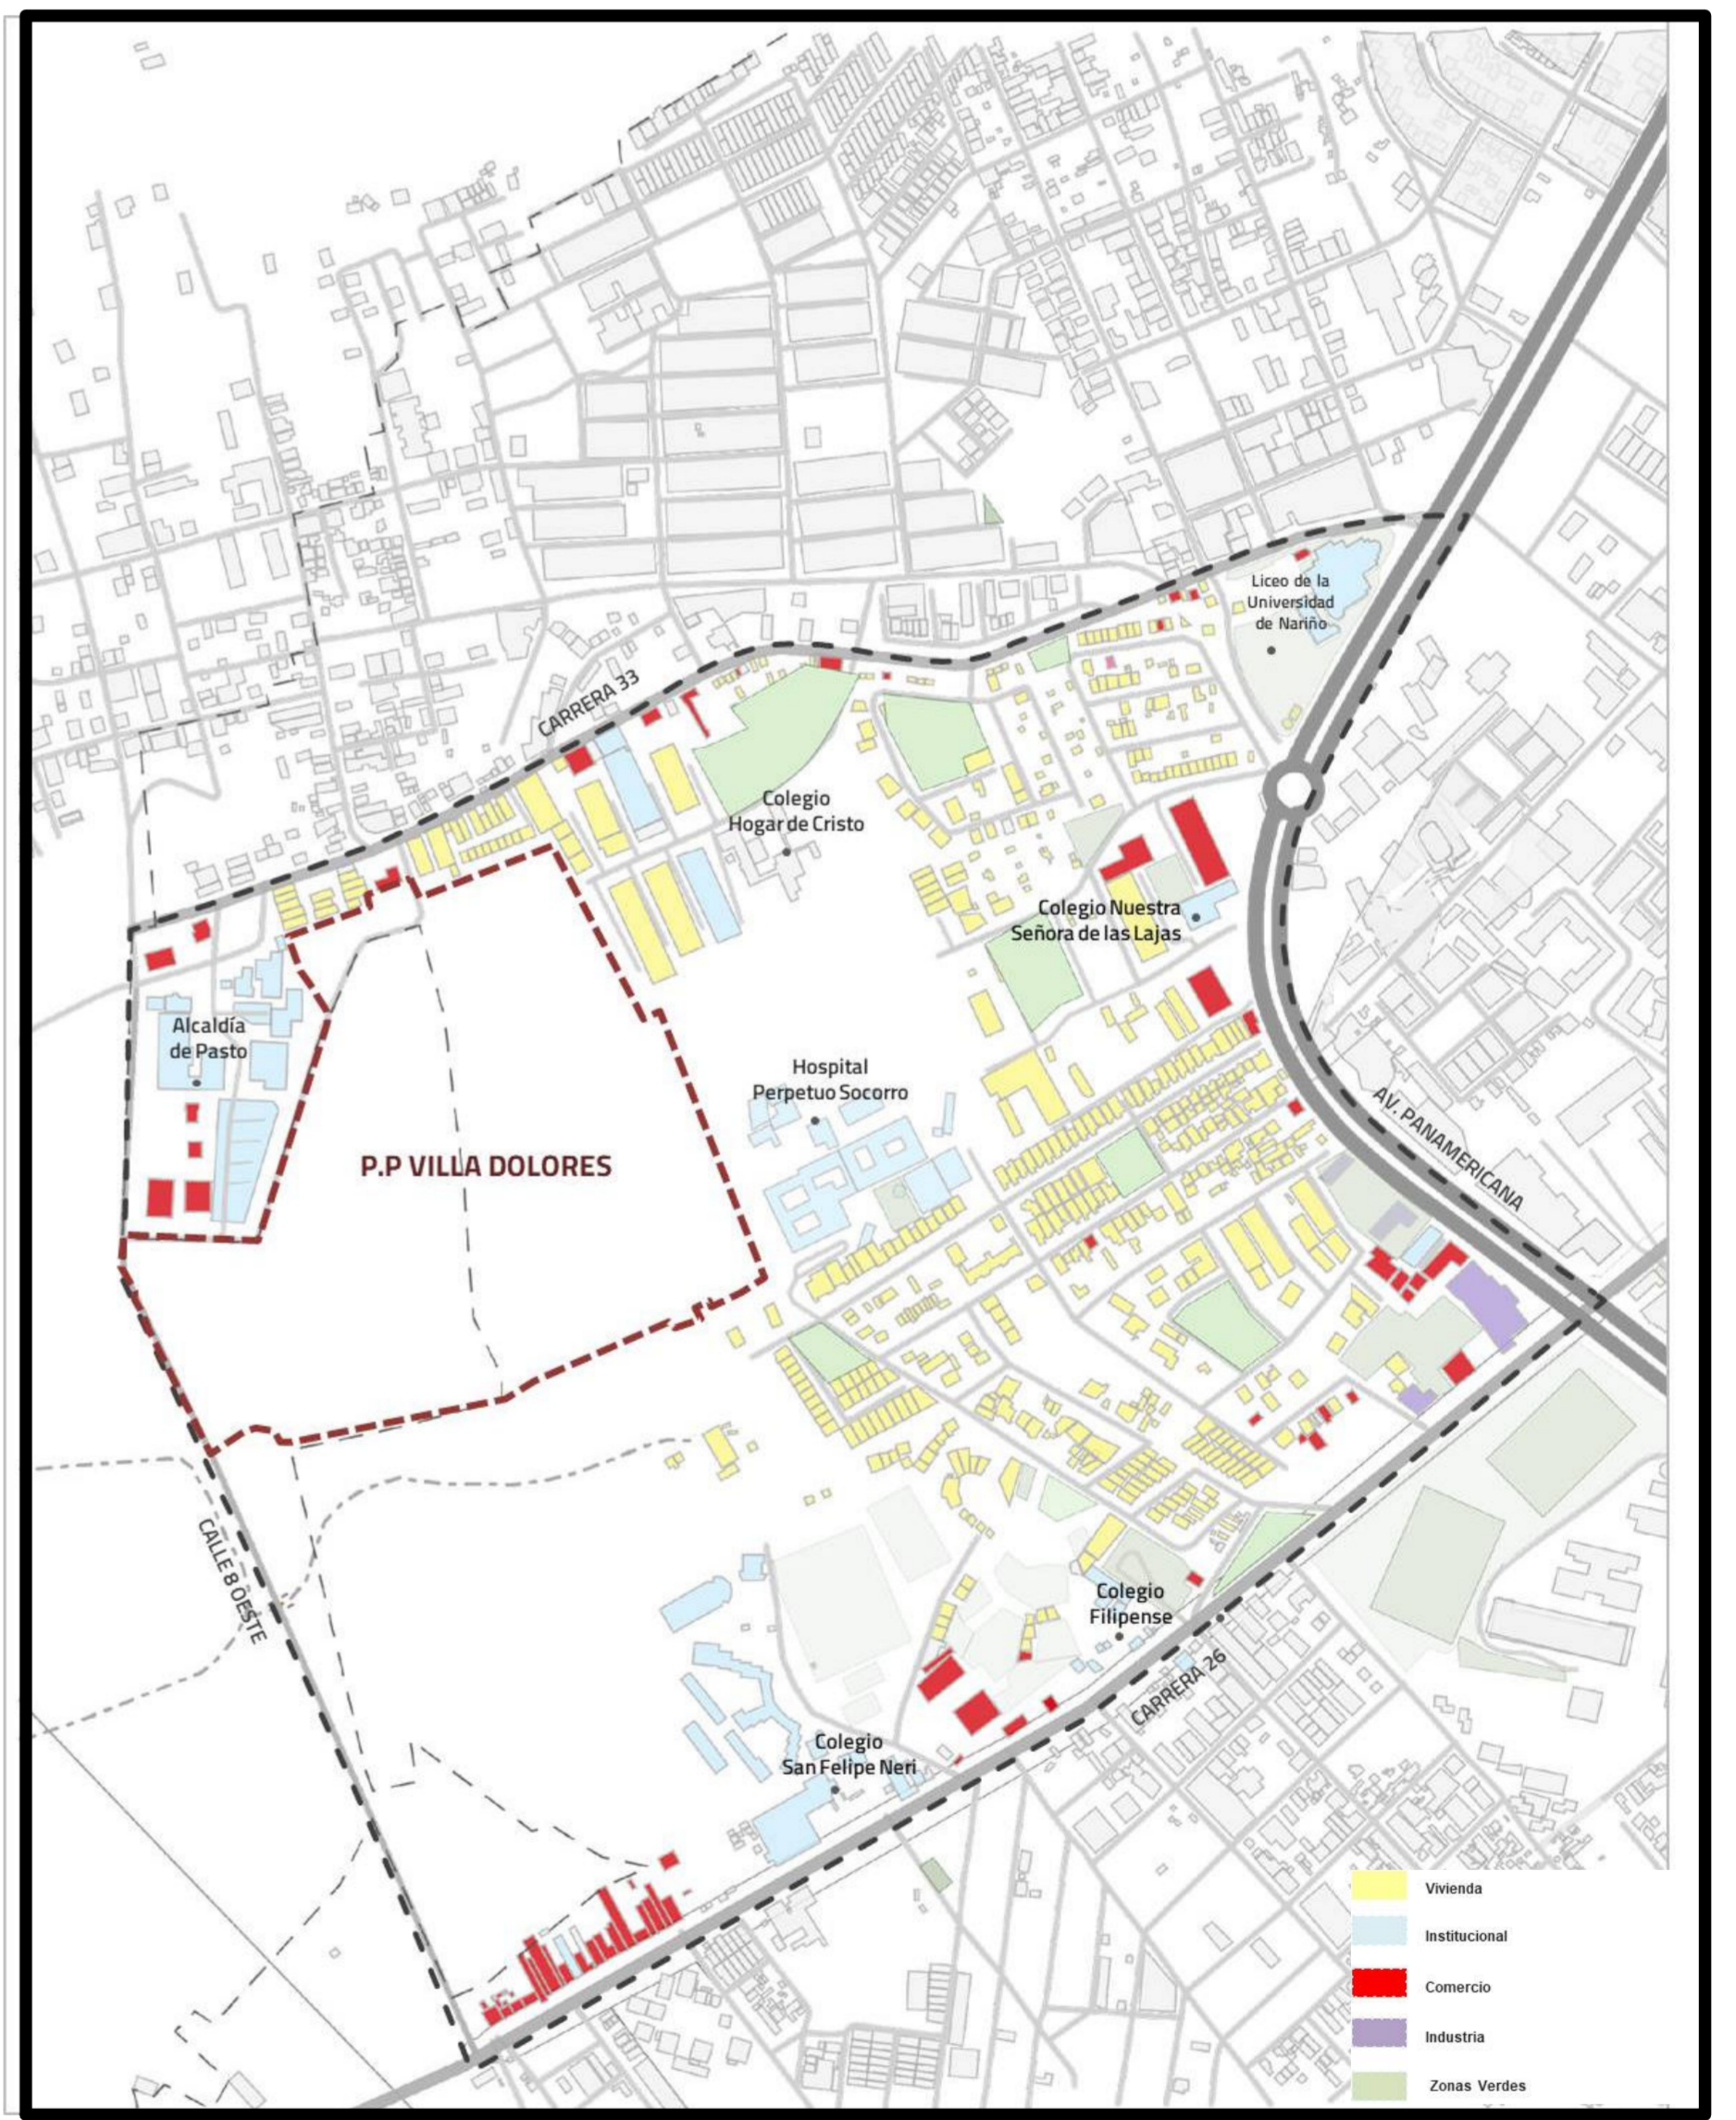 Liceo de la
Universidad
de Nariño
CARRERA 33
Colegio
Hogar de Cristo
Colegio Nuestra
Señora de las Lajas
Alcaldía
de Pasto
Hospital
Perpetuo Socorro
AV. PANAMERICANA
P.P VILLA DOLORES
CALLE 8 OESTE
Colegio
Filipense
CARRERA 26
Colegio
San Felipe Neri
Vivienda
Institucional
Comercio
Industria
Zonas Verdes